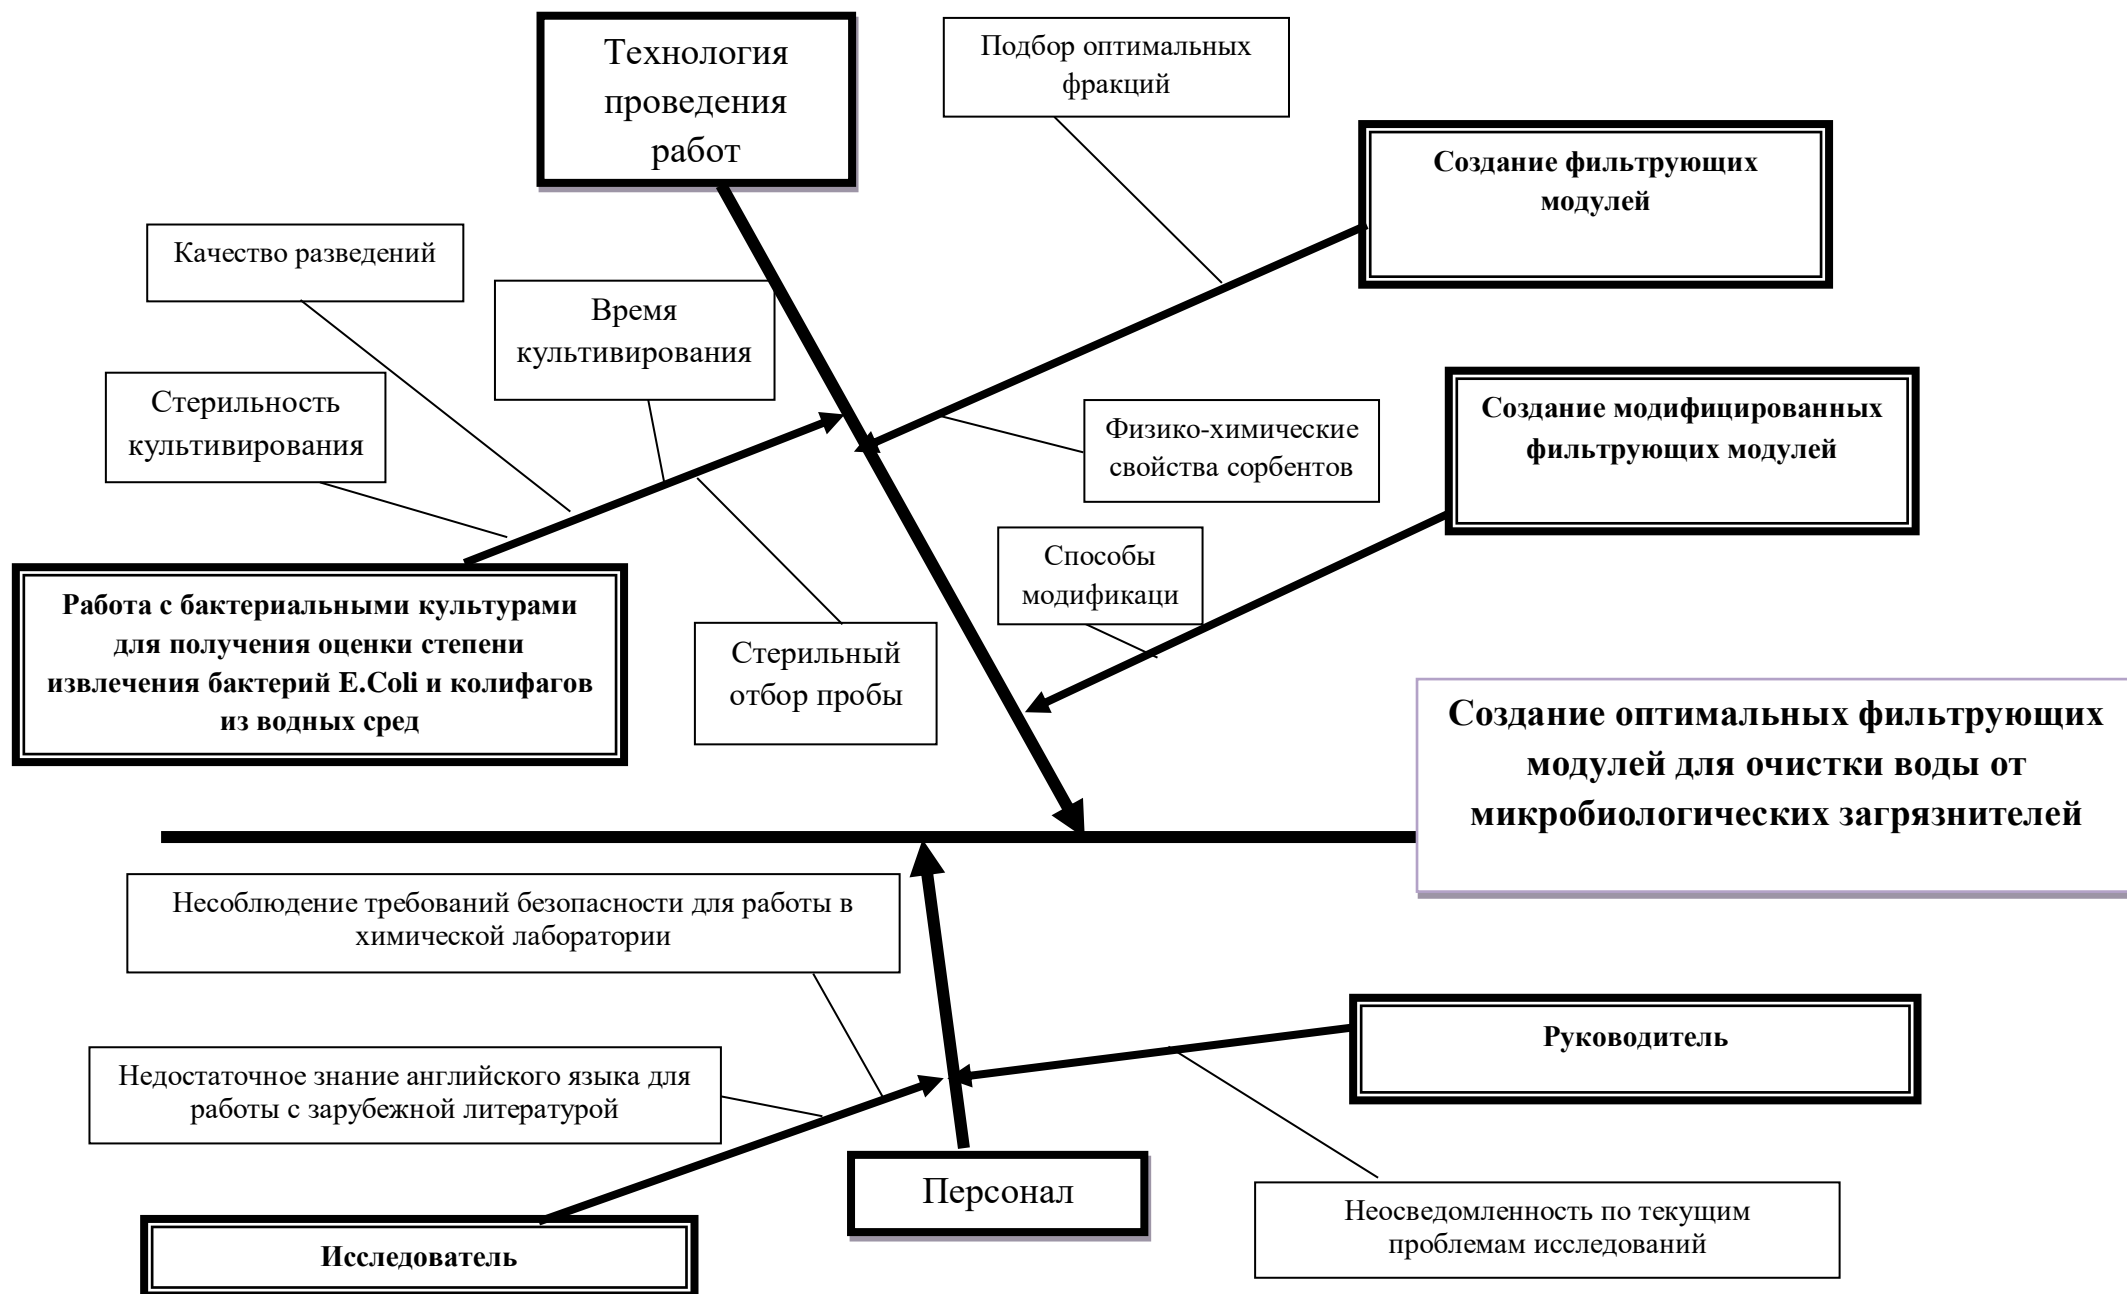 Технология
проведения
работ
Подбор оптимальных
фракций
Создание фильтрующих
модулей
Качество разведений
Время
культивирования
Стерильность
культивирования
Физико-химические
свойства сорбентов
Создание модифицированных
фильтрующих модулей
Способы
модификаци
Работа с бактериальными культурами
для получения оценки степени
извлечения бактерий E.Coli и колифагов
из водных сред
Стерильный
отбор пробы
Создание оптимальных фильтрующих
модулей для очистки воды от
микробиологических загрязнителей
Несоблюдение требований безопасности для работы в
химической лаборатории
Недостаточное знание английского языка для
работы с зарубежной литературой
Руководитель
Персонал
Неосведомленность по текущим
проблемам исследований
Исследователь